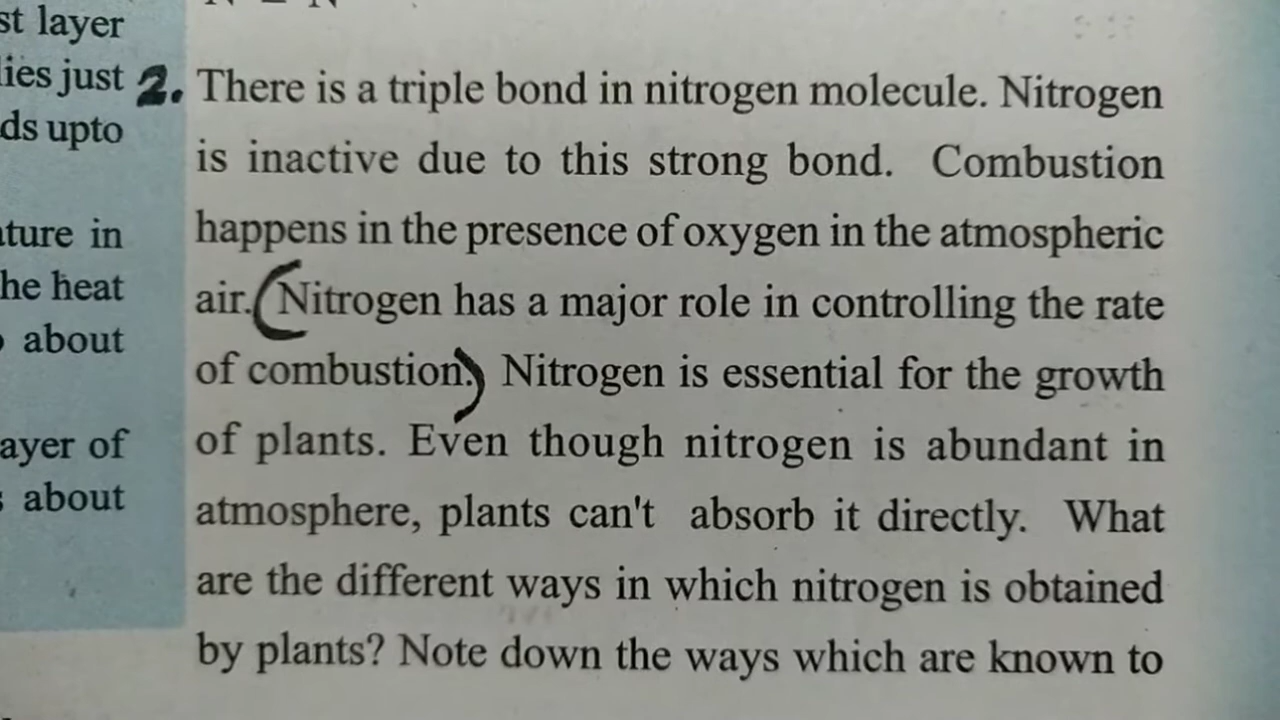 st layer
lies just
ds upto
ature in
he heat
about
ayer of
about
N ≡ N
2. There is a triple bond in nitrogen molecule. Nitrogen
is inactive due to this strong bond. Combustion
happens in the presence of oxygen in the atmospheric
air. (Nitrogen has a major role in controlling the rate
of combustion.) Nitrogen is essential for the growth
of plants. Even though nitrogen is abundant in
atmosphere, plants can't absorb it directly. What
are the different ways in which nitrogen is obtained
by plants? Note down the ways which are known to